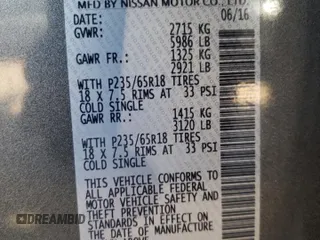 MFD BY NISSAN MOTOR CO., LTD.
DATE: 06/16
GVWR: 2715 KG
5986 LB
GAWR FR.: 1325 KG
2921 LB
WITH P235/65R18 TIRES
18 X 7.5 RIMS AT 33 PSI
COLD SINGLE
GAWR RR.: 1415 KG
3120 LB
WITH P235/65R18 TIRES
18 X 7.5 RIMS AT 33 PSI
COLD SINGLE
THIS VEHICLE CONFORMS TO
ALL APPLICABLE FEDERAL
MOTOR VEHICLE SAFETY AND
THEFT PREVENTION
STANDARDS IN EFFECT ON
THE DATE OF MANUFACTURE
DREAMBID